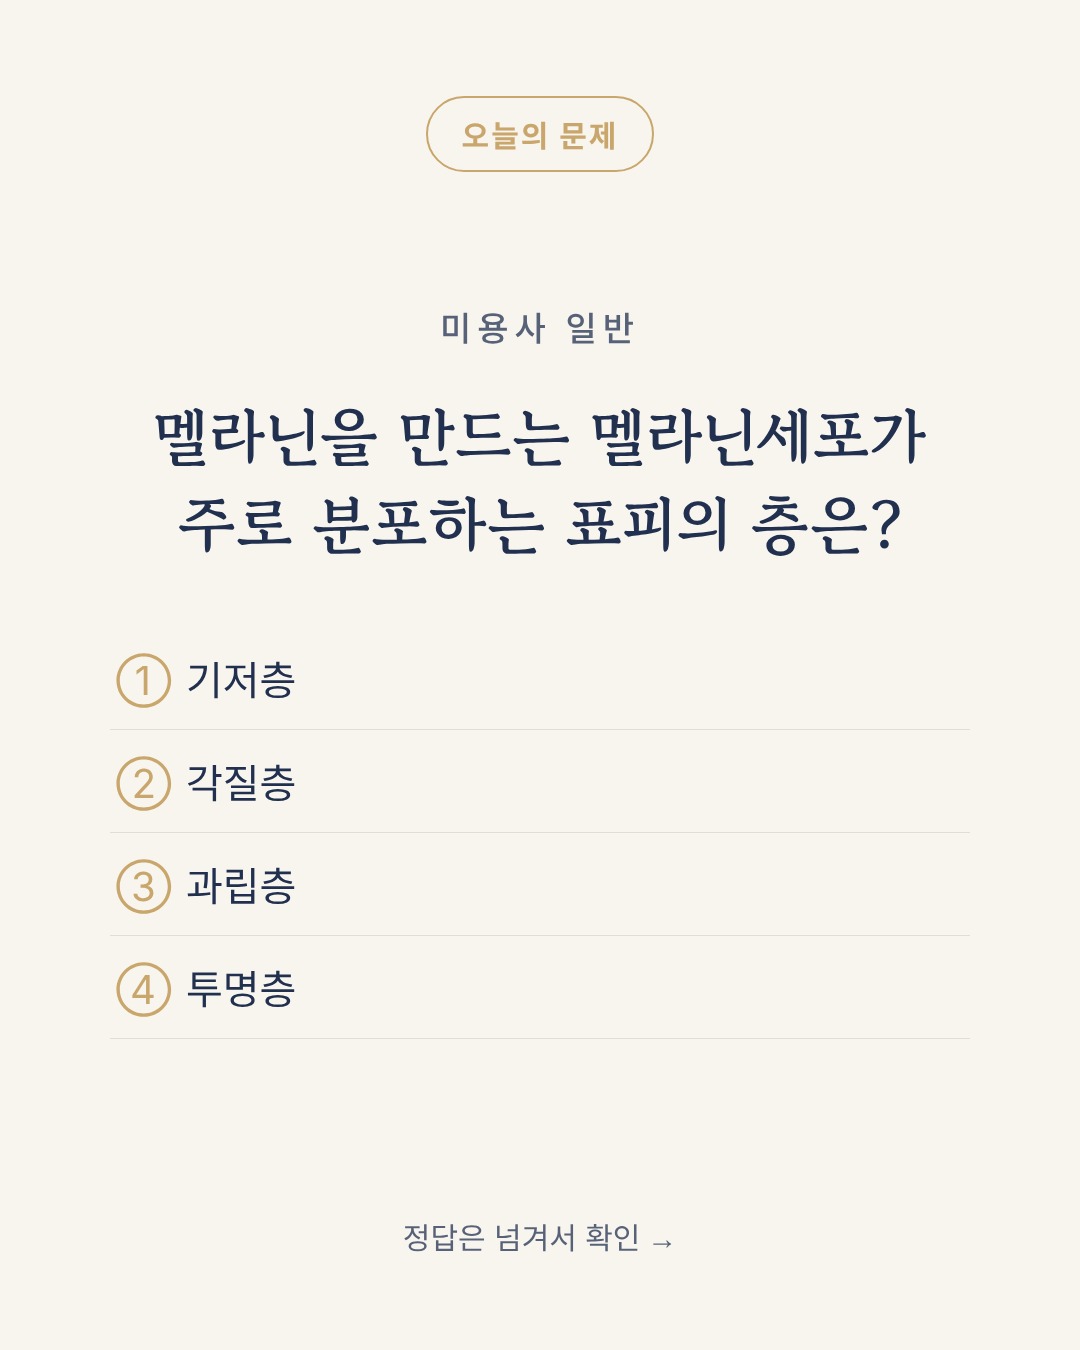 오늘의 문제
미용사 일반
멜라닌을 만드는 멜라닌세포가
주로 분포하는 표피의 층은?
① 기저층
② 각질층
③ 과립층
④ 투명층
정답은 넘겨서 확인 →